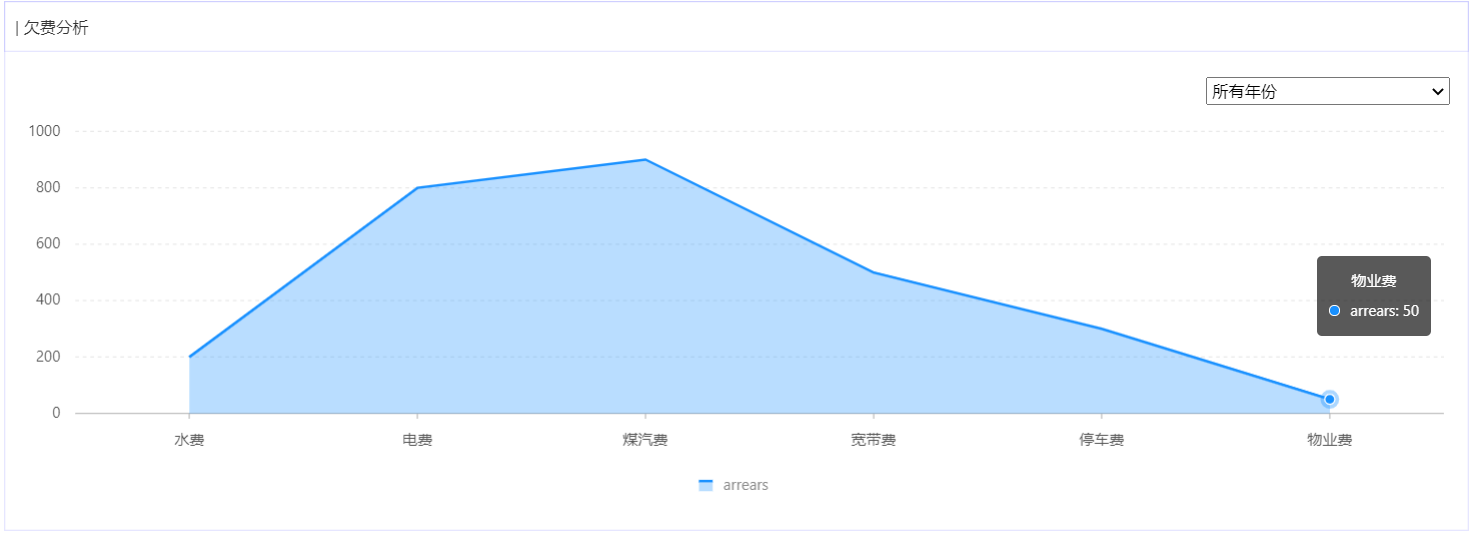 | 欠费分析
所有年份
1000
800
600
400
200
0
物业费
arrears: 50
水费
电费
煤汽费
宽带费
停车费
物业费
arrears